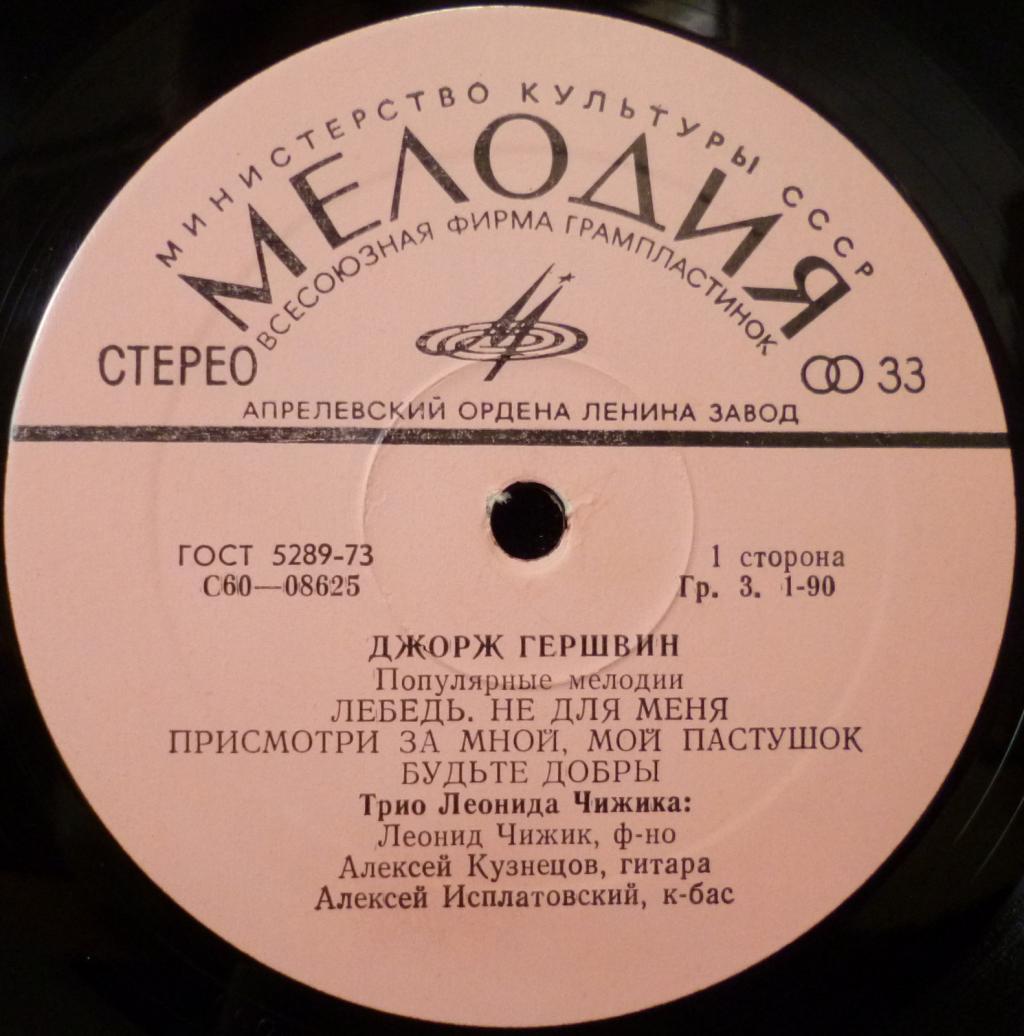 МИНИСТЕРСТВО КУЛЬТУРЫ СССР
МЕЛОДИЯ
ВСЕСОЮЗНАЯ ФИРМА ГРАМПЛАСТИНОК
СТЕРЕО
33
АПРЕЛЕВСКИЙ ОРДЕНА ЛЕНИНА ЗАВОД
ГОСТ 5289-73
1 сторона
С60—08625
Гр. 3. 1-90
ДЖОРЖ ГЕРШВИН
Популярные мелодии
ЛЕБЕДЬ. НЕ ДЛЯ МЕНЯ
ПРИСМОТРИ ЗА МНОЙ, МОЙ ПАСТУШОК
БУДЬТЕ ДОБРЫ
Трио Леонида Чижика:
Леонид Чижик, ф-но
Алексей Кузнецов, гитара
Алексей Исплатовский, к-бас